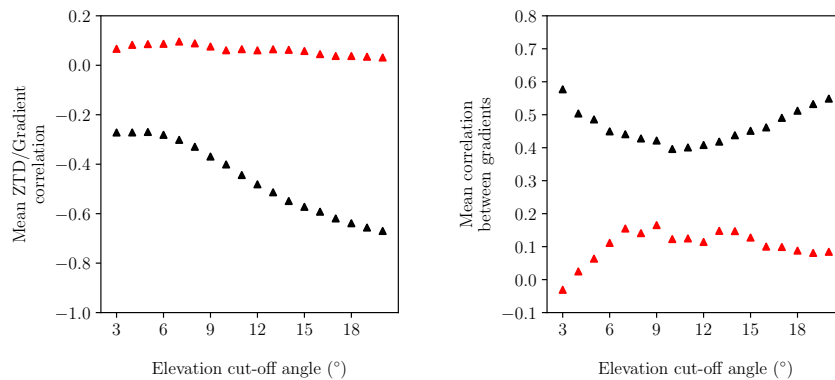 Mean ZTD/Gradient
correlation
0.2
0.0
−0.2
−0.4
−0.6
−0.8
−1.0
3 6 9 12 15 18
Elevation cut-off angle (°)
Mean correlation
between gradients
0.8
0.7
0.6
0.5
0.4
0.3
0.2
0.1
0.0
−0.1
3 6 9 12 15 18
Elevation cut-off angle (°)